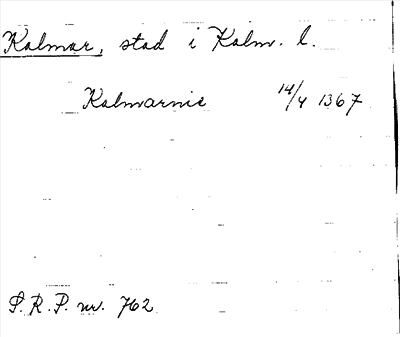 Kalmar, stad i Kalm. l.
Kalmarnie 14/4 1367
S.R.P. nr. 762